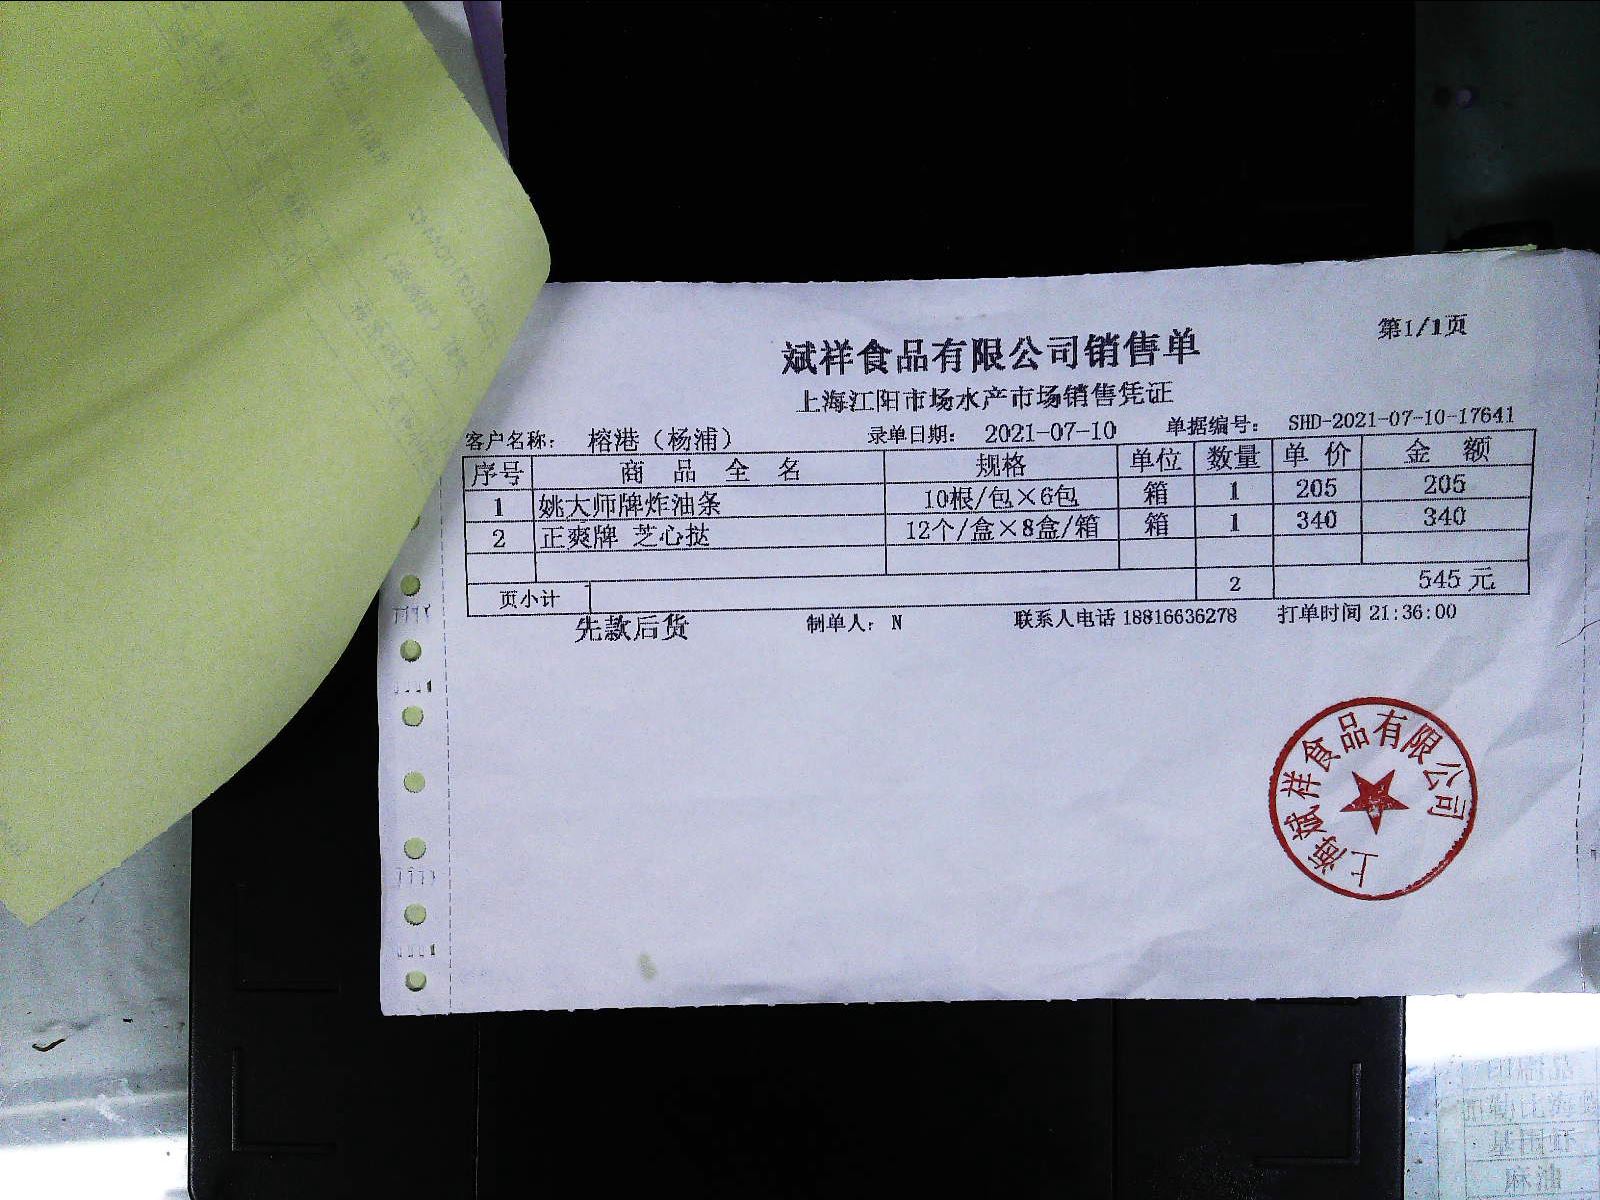 第1/1页
斌祥食品有限公司销售单
上海江阳市场水产市场销售凭证
客户名称： 榕港（杨浦） 录单日期： 2021-07-10 单据编号： SHD-2021-07-10-17641
序号 商品全名 规格 单位 数量 单价 金额
1 姚大师牌炸油条 10根/包×6包 箱 1 205 205
2 正爽牌 芝心挞 12个/盒×8盒/箱 箱 1 340 340
页小计 2 545 元
先款后货 制单人： N 联系人电话 18816636278 打单时间 21:36:00
上海斌祥食品有限公司
麻油